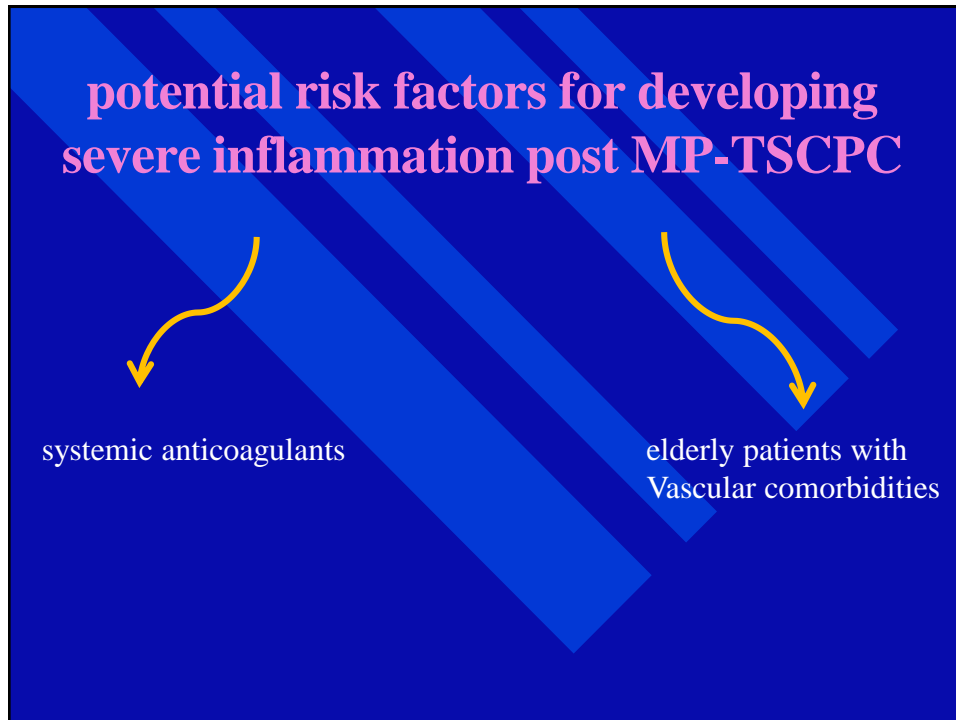 potential risk factors for developing
severe inflammation post MP-TSCPC
systemic anticoagulants
elderly patients with
Vascular comorbidities